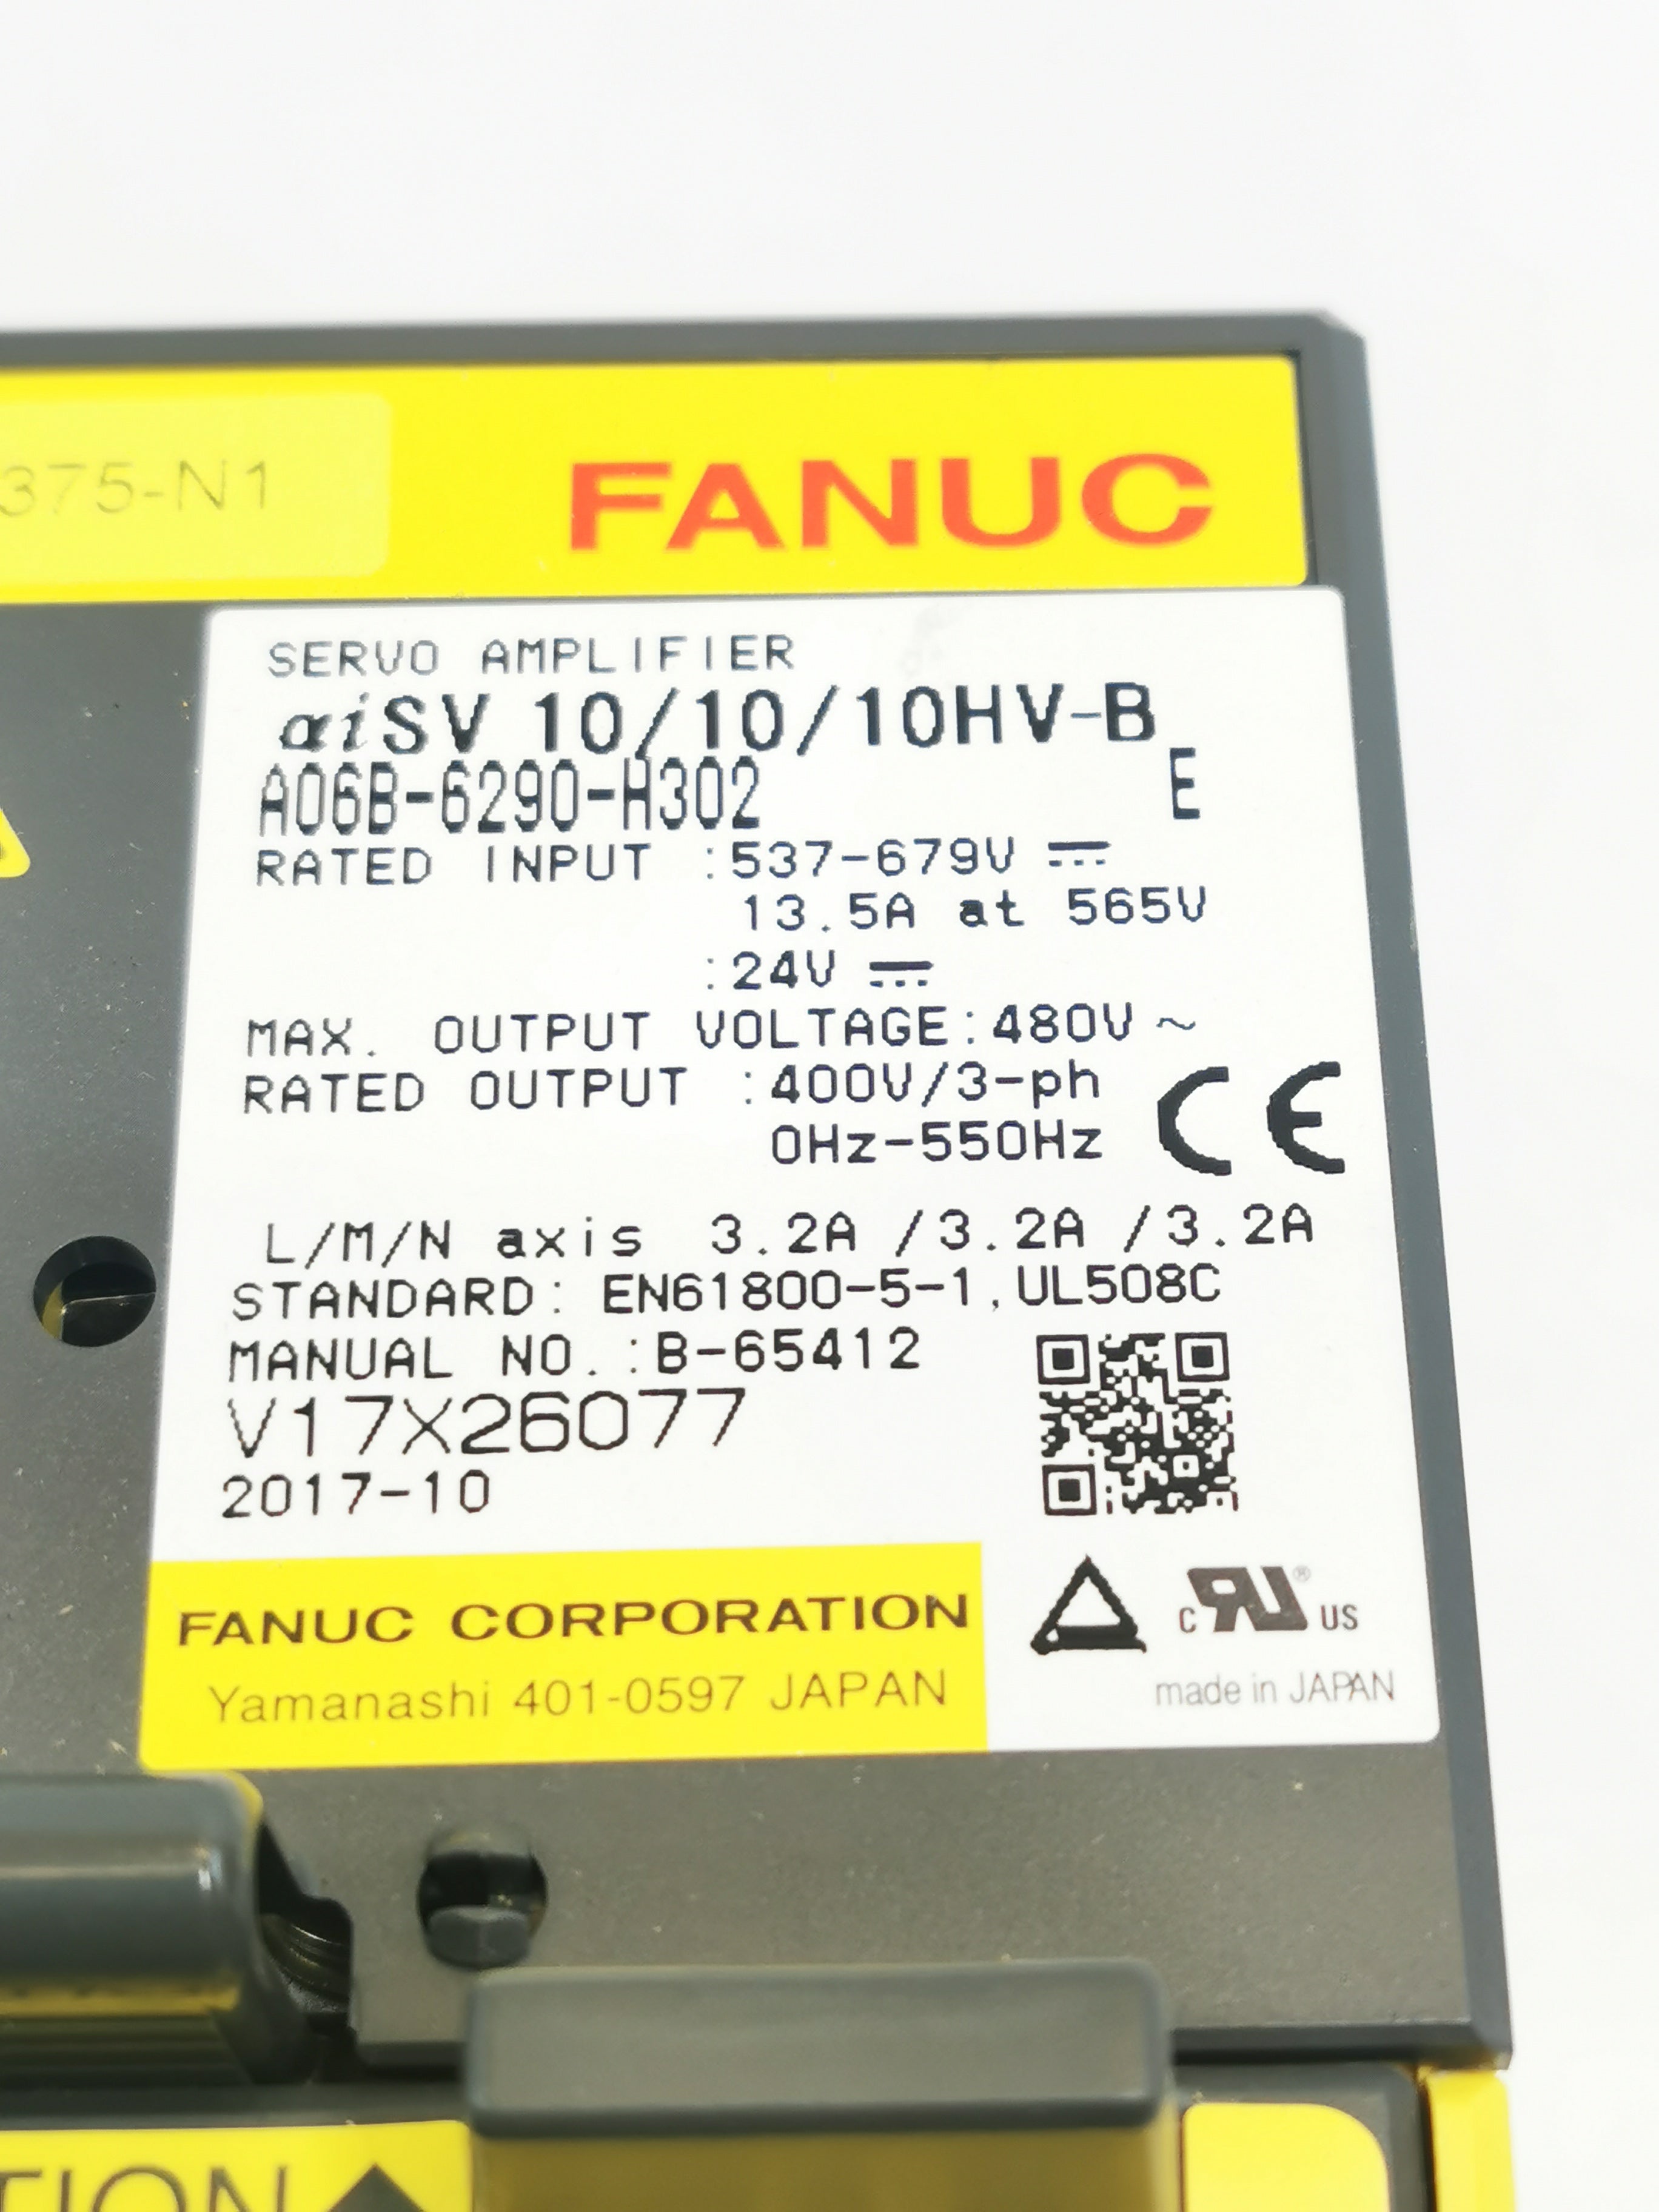 375-N1
FANUC
SERVO AMPLIFIER
αiSV 10/10/10HV-B
A06B-6290-H302 E
RATED INPUT :537-679V ⎓
13.5A at 565V
:24V ⎓
MAX. OUTPUT VOLTAGE:480V ~
RATED OUTPUT :400V/3-ph
0Hz-550Hz
CE
L/M/N axis 3.2A /3.2A /3.2A
STANDARD: EN61800-5-1,UL508C
MANUAL NO.:B-65412
V17X26077
2017-10
FANUC CORPORATION
Yamanashi 401-0597 JAPAN
c RU ® US
made in JAPAN
TION